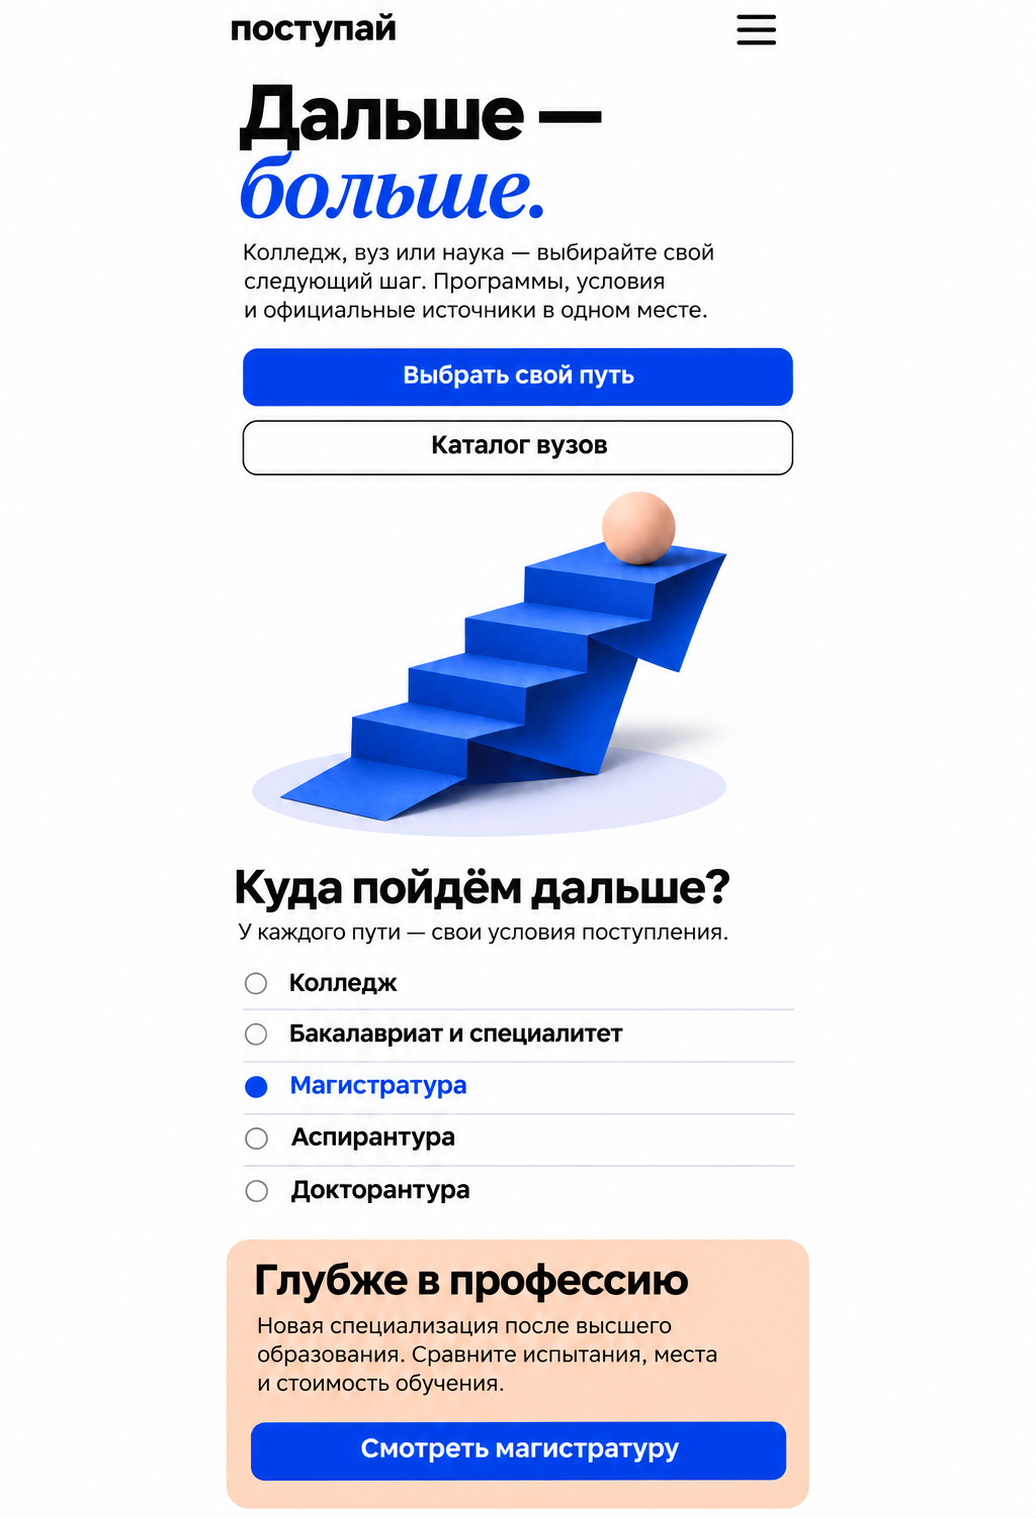 поступай
Дальше —
больше.
Колледж, вуз или наука — выбирайте свой
следующий шаг. Программы, условия
и официальные источники в одном месте.
Выбрать свой путь
Каталог вузов
Куда пойдём дальше?
У каждого пути — свои условия поступления.
Колледж
Бакалавриат и специалитет
Магистратура
Аспирантура
Докторантура
Глубже в профессию
Новая специализация после высшего
образования. Сравните испытания, места
и стоимость обучения.
Смотреть магистратуру